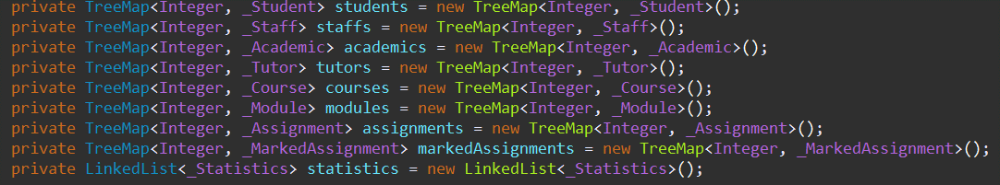 private TreeMap<Integer, _Student> students = new TreeMap<Integer, _Student>();
private TreeMap<Integer, _Staff> staffs = new TreeMap<Integer, _Staff>();
private TreeMap<Integer, _Academic> academics = new TreeMap<Integer, _Academic>();
private TreeMap<Integer, _Tutor> tutors = new TreeMap<Integer, _Tutor>();
private TreeMap<Integer, _Course> courses = new TreeMap<Integer, _Course>();
private TreeMap<Integer, _Module> modules = new TreeMap<Integer, _Module>();
private TreeMap<Integer, _Assignment> assignments = new TreeMap<Integer, _Assignment>();
private TreeMap<Integer, _MarkedAssignment> markedAssignments = new TreeMap<Integer, _MarkedAssignment>();
private LinkedList<_Statistics> statistics = new LinkedList<_Statistics>();